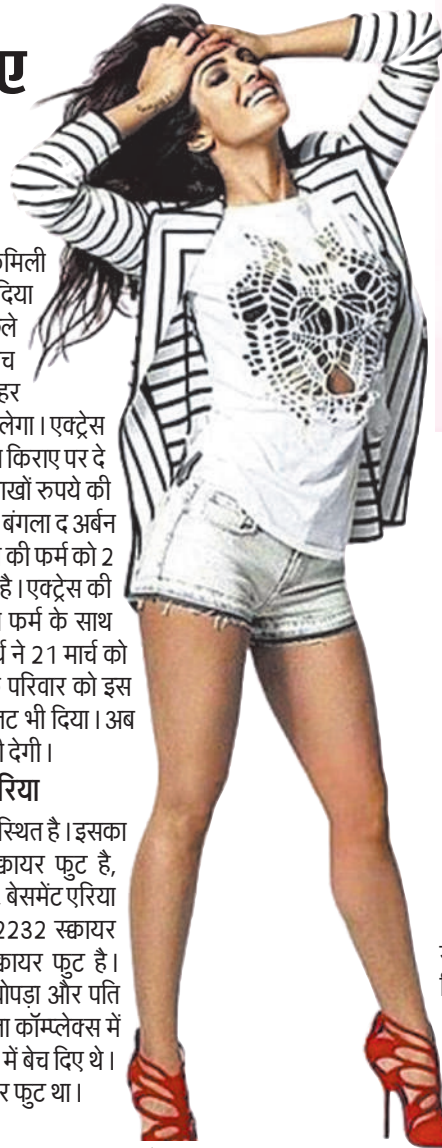 ए
मिली
दिया
ले
च
हर
लेगा। एक्ट्रेस
किराए पर दे
लाखों रुपये की
बंगला द अर्बन
की फर्म को 2
है। एक्ट्रेस की
फर्म के साथ
ने 21 मार्च को
परिवार को इस
भी दिया। अब
देगी।
रिया
स्थित है। इसका
स्क्वायर फुट है,
बेसमेंट एरिया
2232 स्क्वायर
स्क्वायर फुट है।
चोपड़ा और पति
कॉम्प्लेक्स में
में बेच दिए थे।
फुट था।